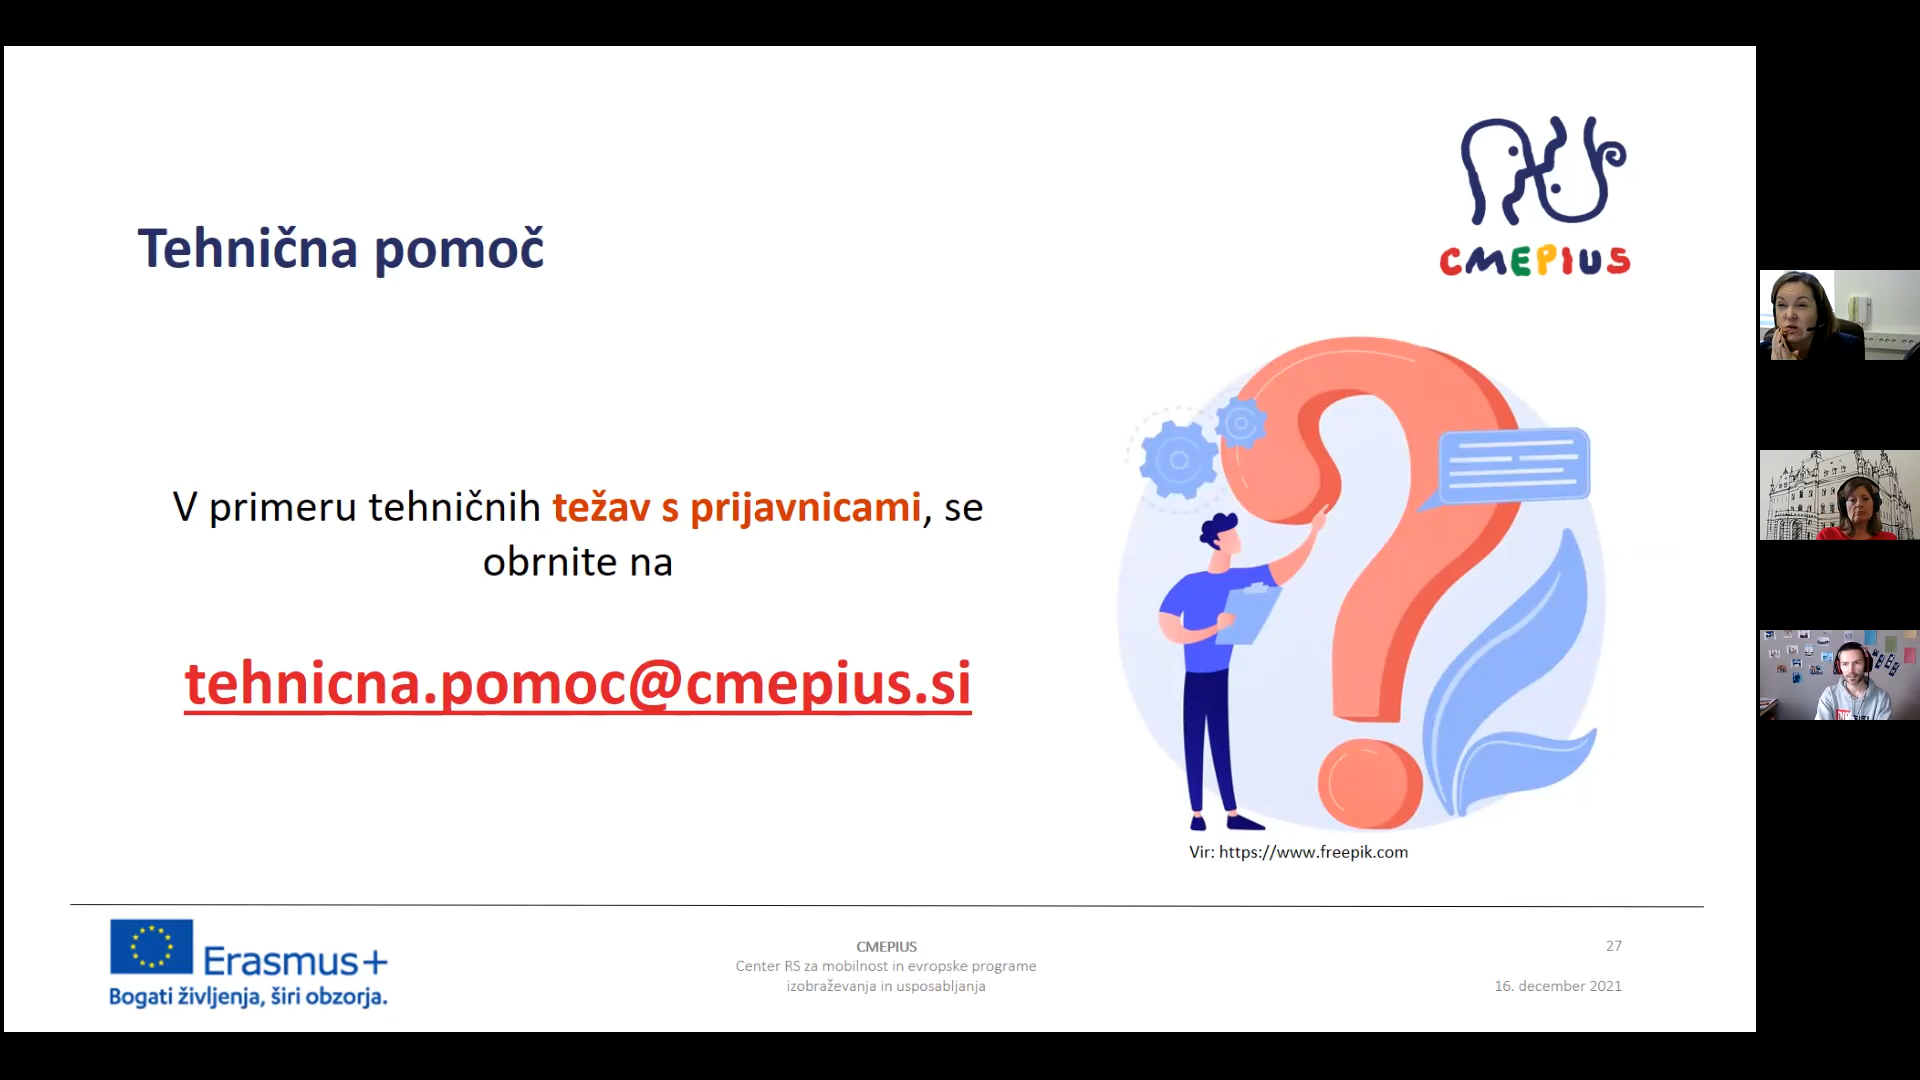 CMEPIUS
Tehnična pomoč
V primeru tehničnih težav s prijavnicami, se
obrnite na
tehnicna.pomoc@cmepius.si
Vir: https://www.freepik.com
Erasmus+
Bogati življenja, širi obzorja.
CMEPIUS
Center RS za mobilnost in evropske programe
izobraževanja in usposabljanja
27
16. december 2021